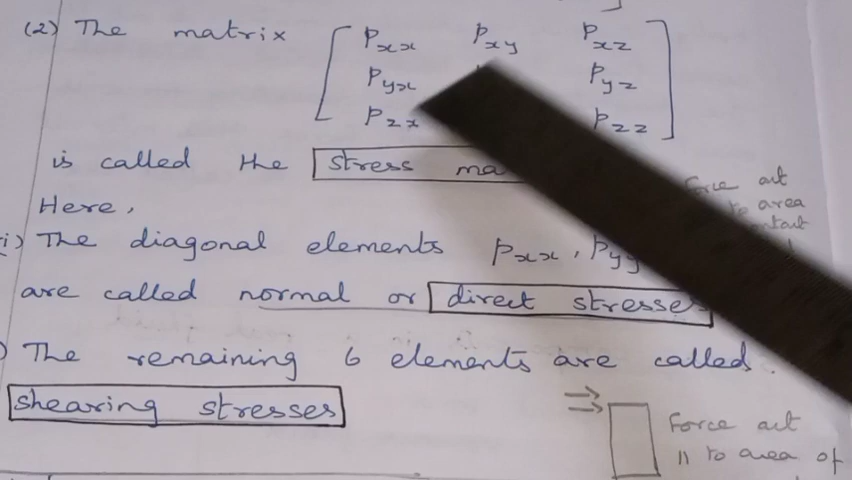 (2) The matrix [ Pxx Pxy Pxz
Pyx Pyz
Pzx Pzz ]
is called the stress
Here,
i) The diagonal elements Pxx, Pyy
are called normal or direct stresses
) The remaining 6 elements are called.
shearing stresses
Force act
to area
Force act
11 to area of